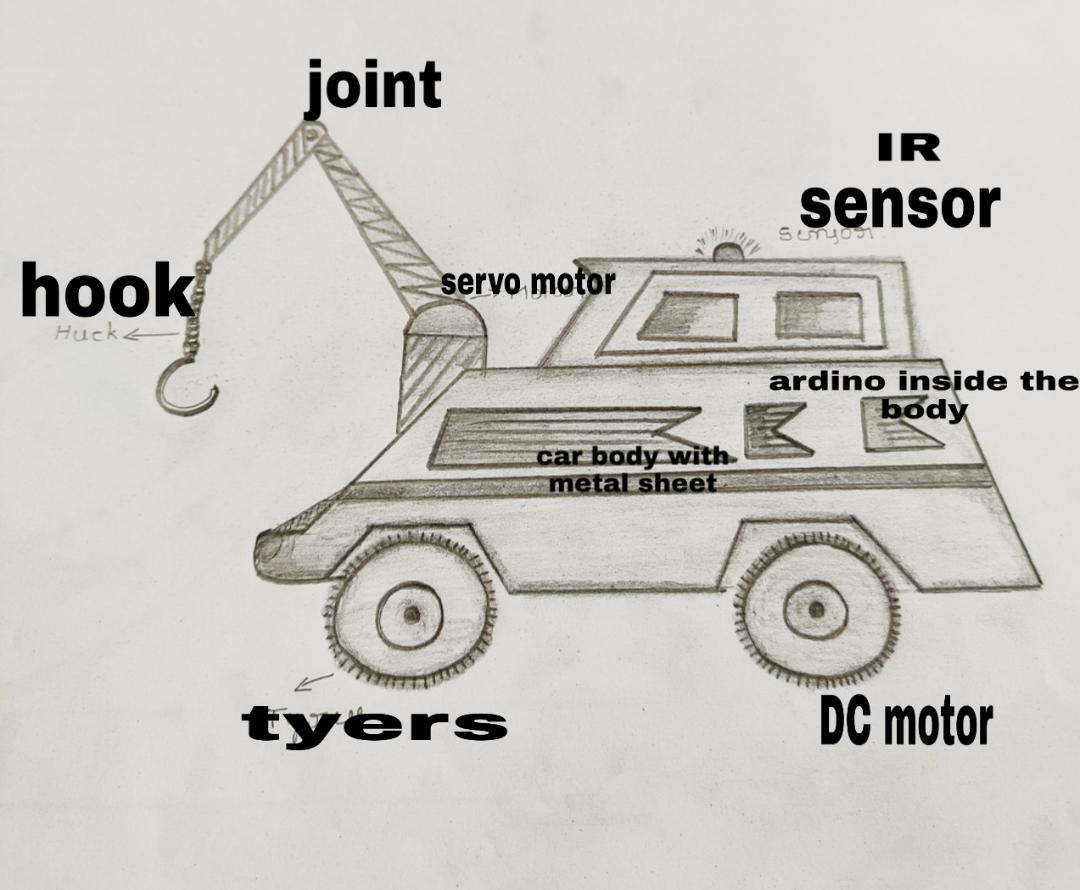 joint
IR
sensor
sensor
servo motor
hook
Huck
ardino inside the
body
car body with
metal sheet
tyers
DC motor